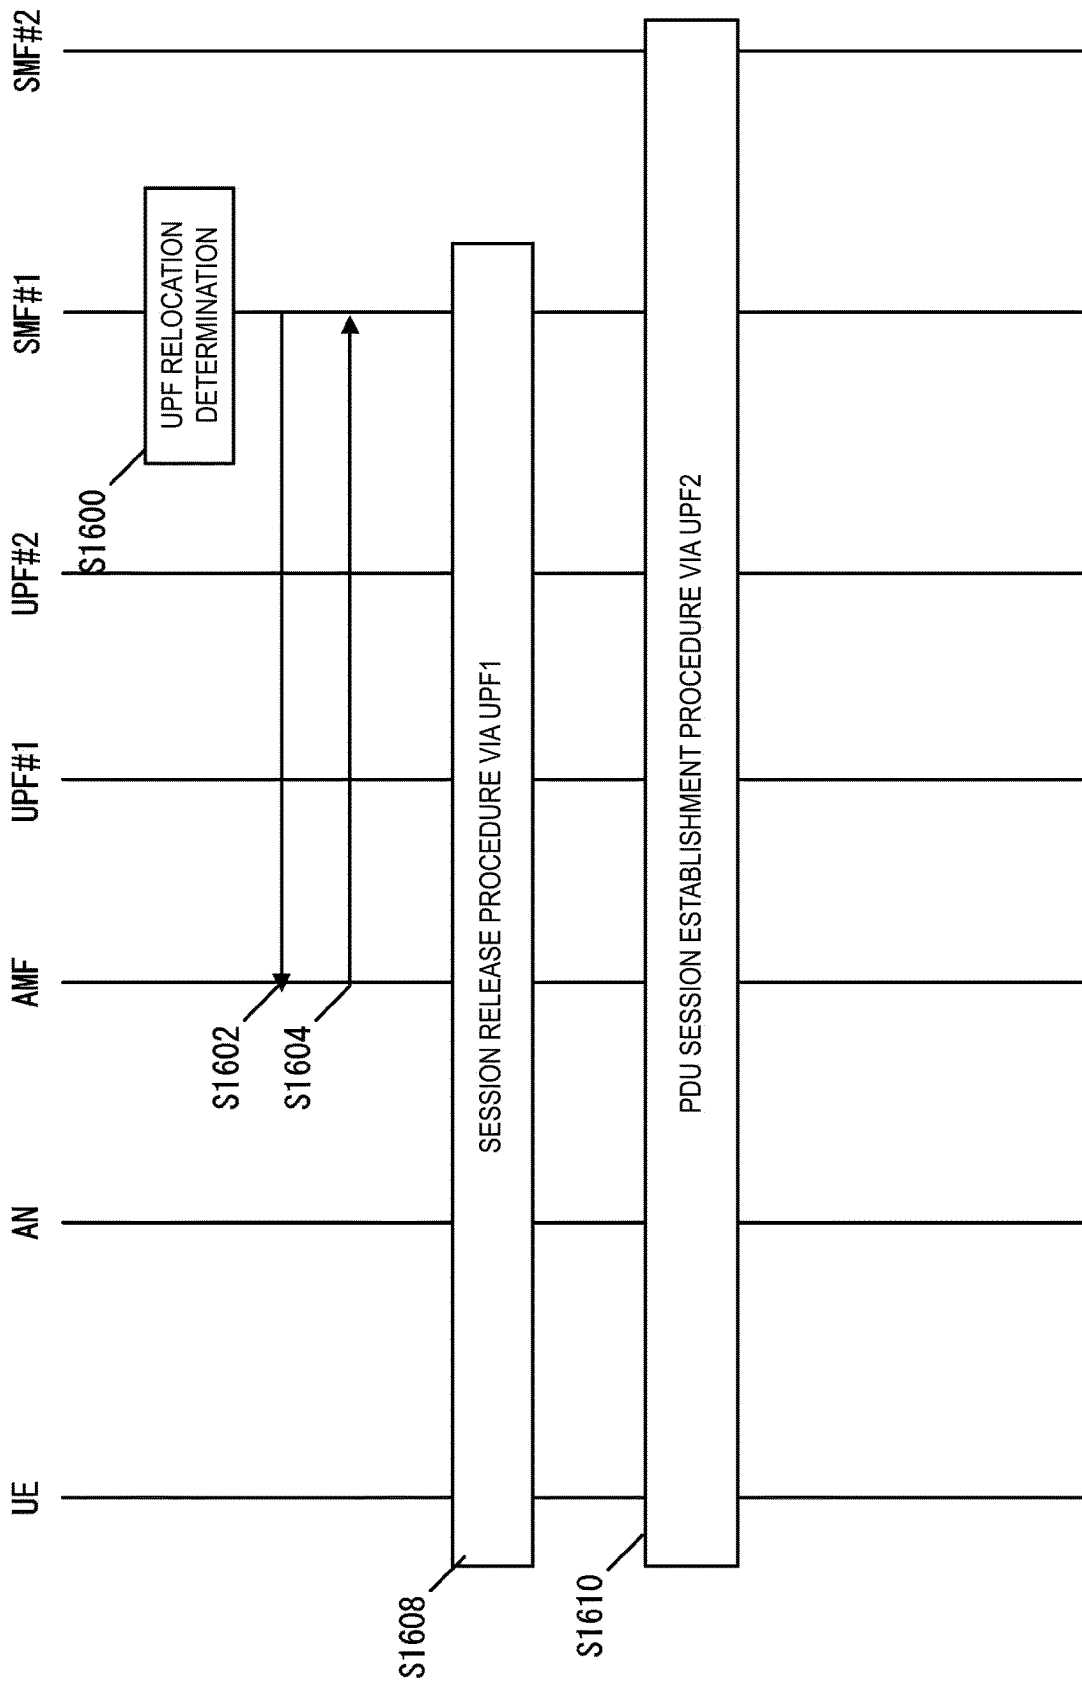 UE
AN
AMF
UPF#1
UPF#2
SMF#1
SMF#2
S1600
UPF RELOCATION
DETERMINATION
S1602
S1604
S1608
SESSION RELEASE PROCEDURE VIA UPF1
S1610
PDU SESSION ESTABLISHMENT PROCEDURE VIA UPF2